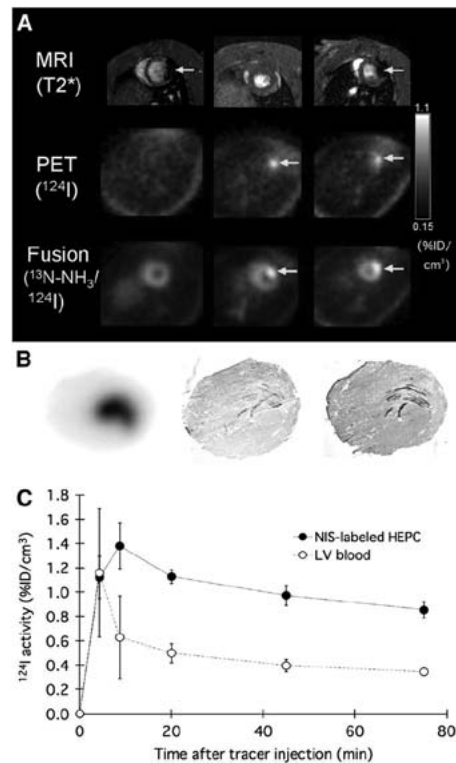 A
MRI
(T2*)
PET
(¹²⁴I)
Fusion
(¹³N-NH₃/
¹²⁴I)
1.1
0.15
(%ID/
cm³)
B
C
¹²⁴I activity (%ID/cm³)
1.8
1.6
1.4
1.2
1.0
0.8
0.6
0.4
0.2
0
NIS-labeled HEPC
LV blood
0 20 40 60 80
Time after tracer injection (min)